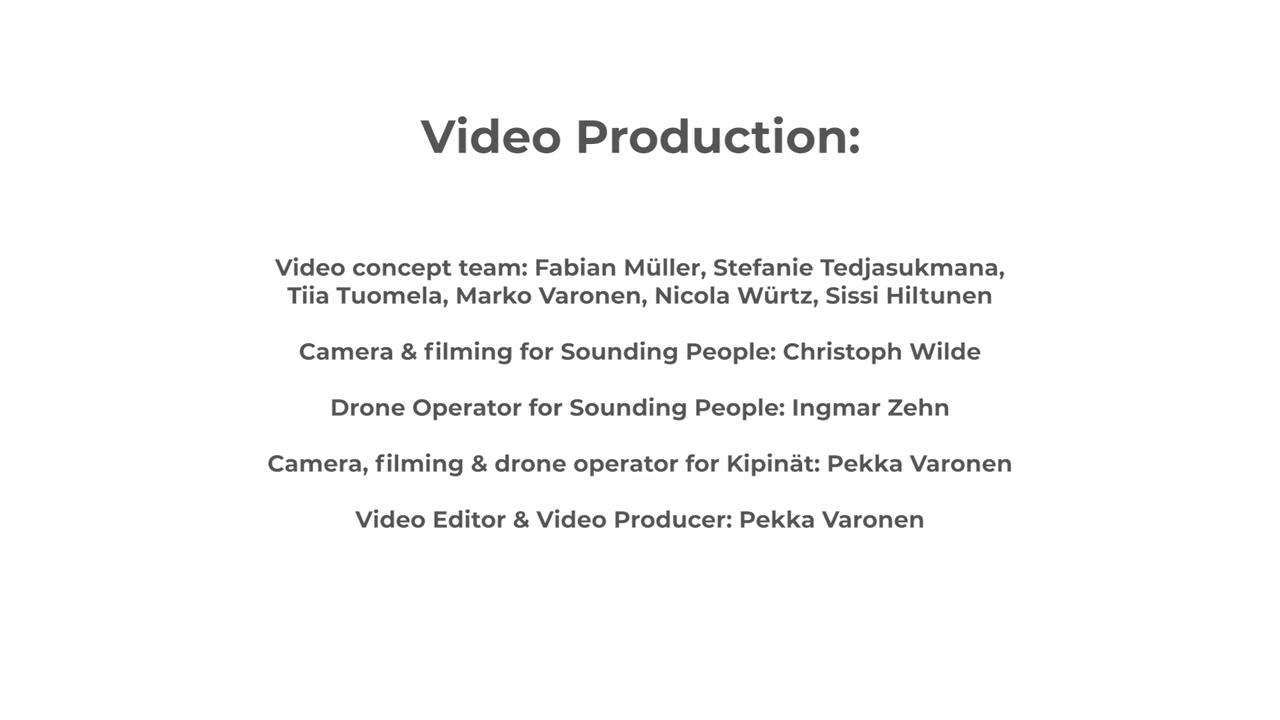 Video Production:
Video concept team: Fabian Müller, Stefanie Tedjasukmana,
Tiia Tuomela, Marko Varonen, Nicola Würtz, Sissi Hiltunen
Camera & filming for Sounding People: Christoph Wilde
Drone Operator for Sounding People: Ingmar Zehn
Camera, filming & drone operator for Kipinät: Pekka Varonen
Video Editor & Video Producer: Pekka Varonen